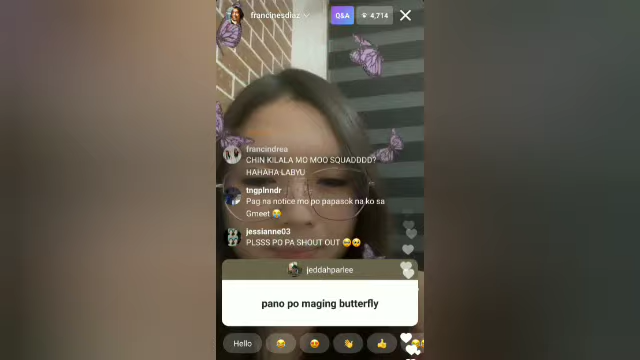 francinesdiaz
Q&A
4,714
francindrea
CHIN KILALA MO MOO SQUADDDD?
HAHAHA LABYU
tngplnndr
Pag na notice mo po papasok na ko sa
Gmeet 😭
jessianne03
PLSSS PO PA SHOUT OUT 🥺🥺
jeddahparlee
pano po maging butterfly
Hello